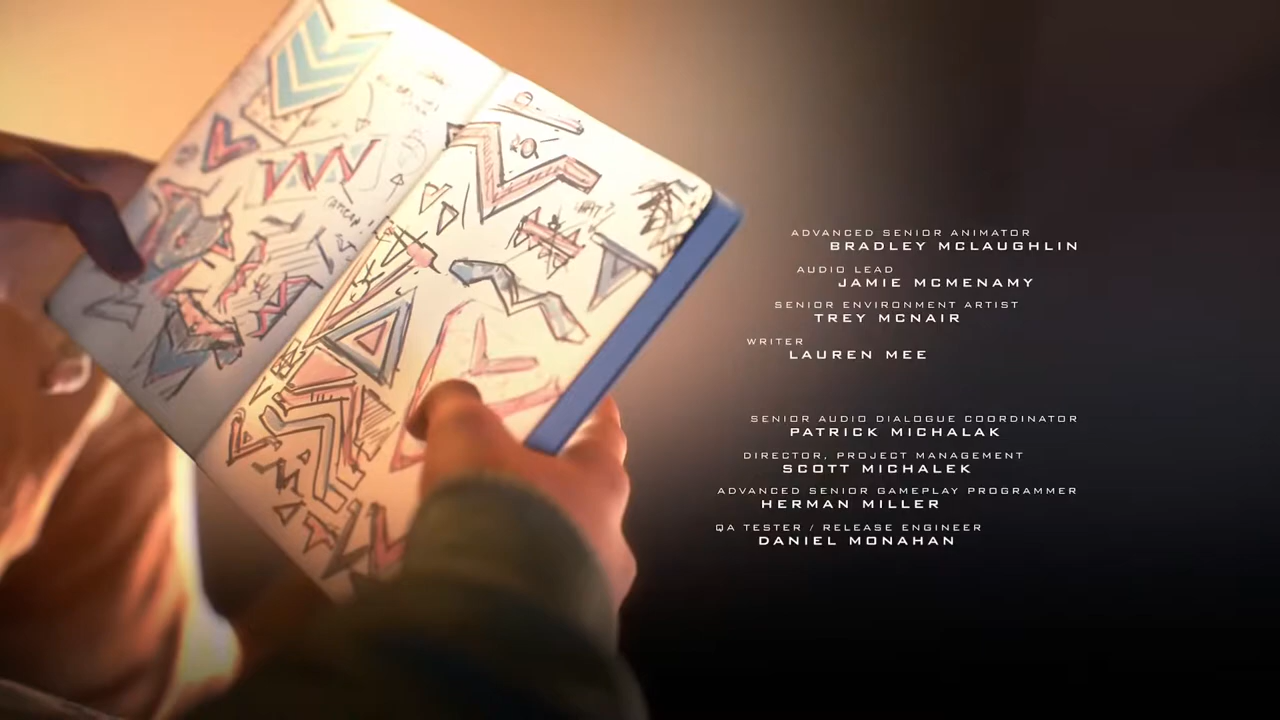 ADVANCED SENIOR ANIMATOR
BRADLEY MCLAUGHLIN
AUDIO LEAD
JAMIE MCMENAMY
SENIOR ENVIRONMENT ARTIST
TREY MCNAIR
WRITER
LAUREN MEE
SENIOR AUDIO DIALOGUE COORDINATOR
PATRICK MICHALAK
DIRECTOR, PROJECT MANAGEMENT
SCOTT MICHALEK
ADVANCED SENIOR GAMEPLAY PROGRAMMER
HERMAN MILLER
QA TESTER / RELEASE ENGINEER
DANIEL MONAHAN